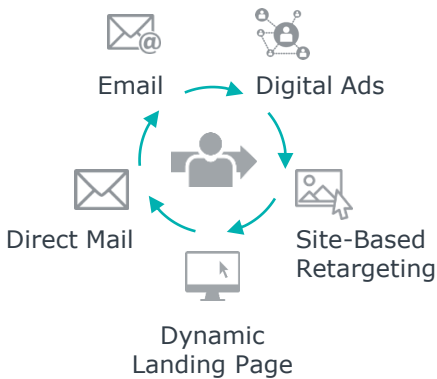 Email
Digital Ads
Direct Mail
Site-Based
Retargeting
Dynamic
Landing Page